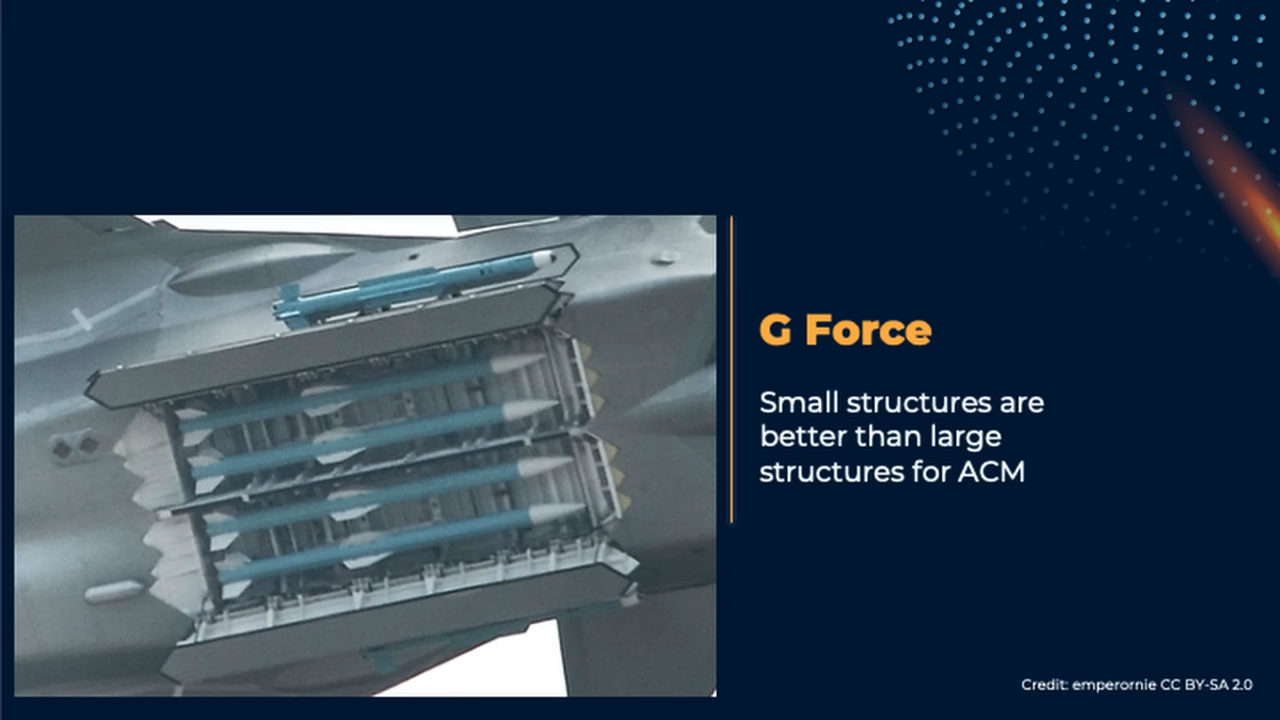 G Force
Small structures are
better than large
structures for ACM
Credit: emperornie CC BY-SA 2.0